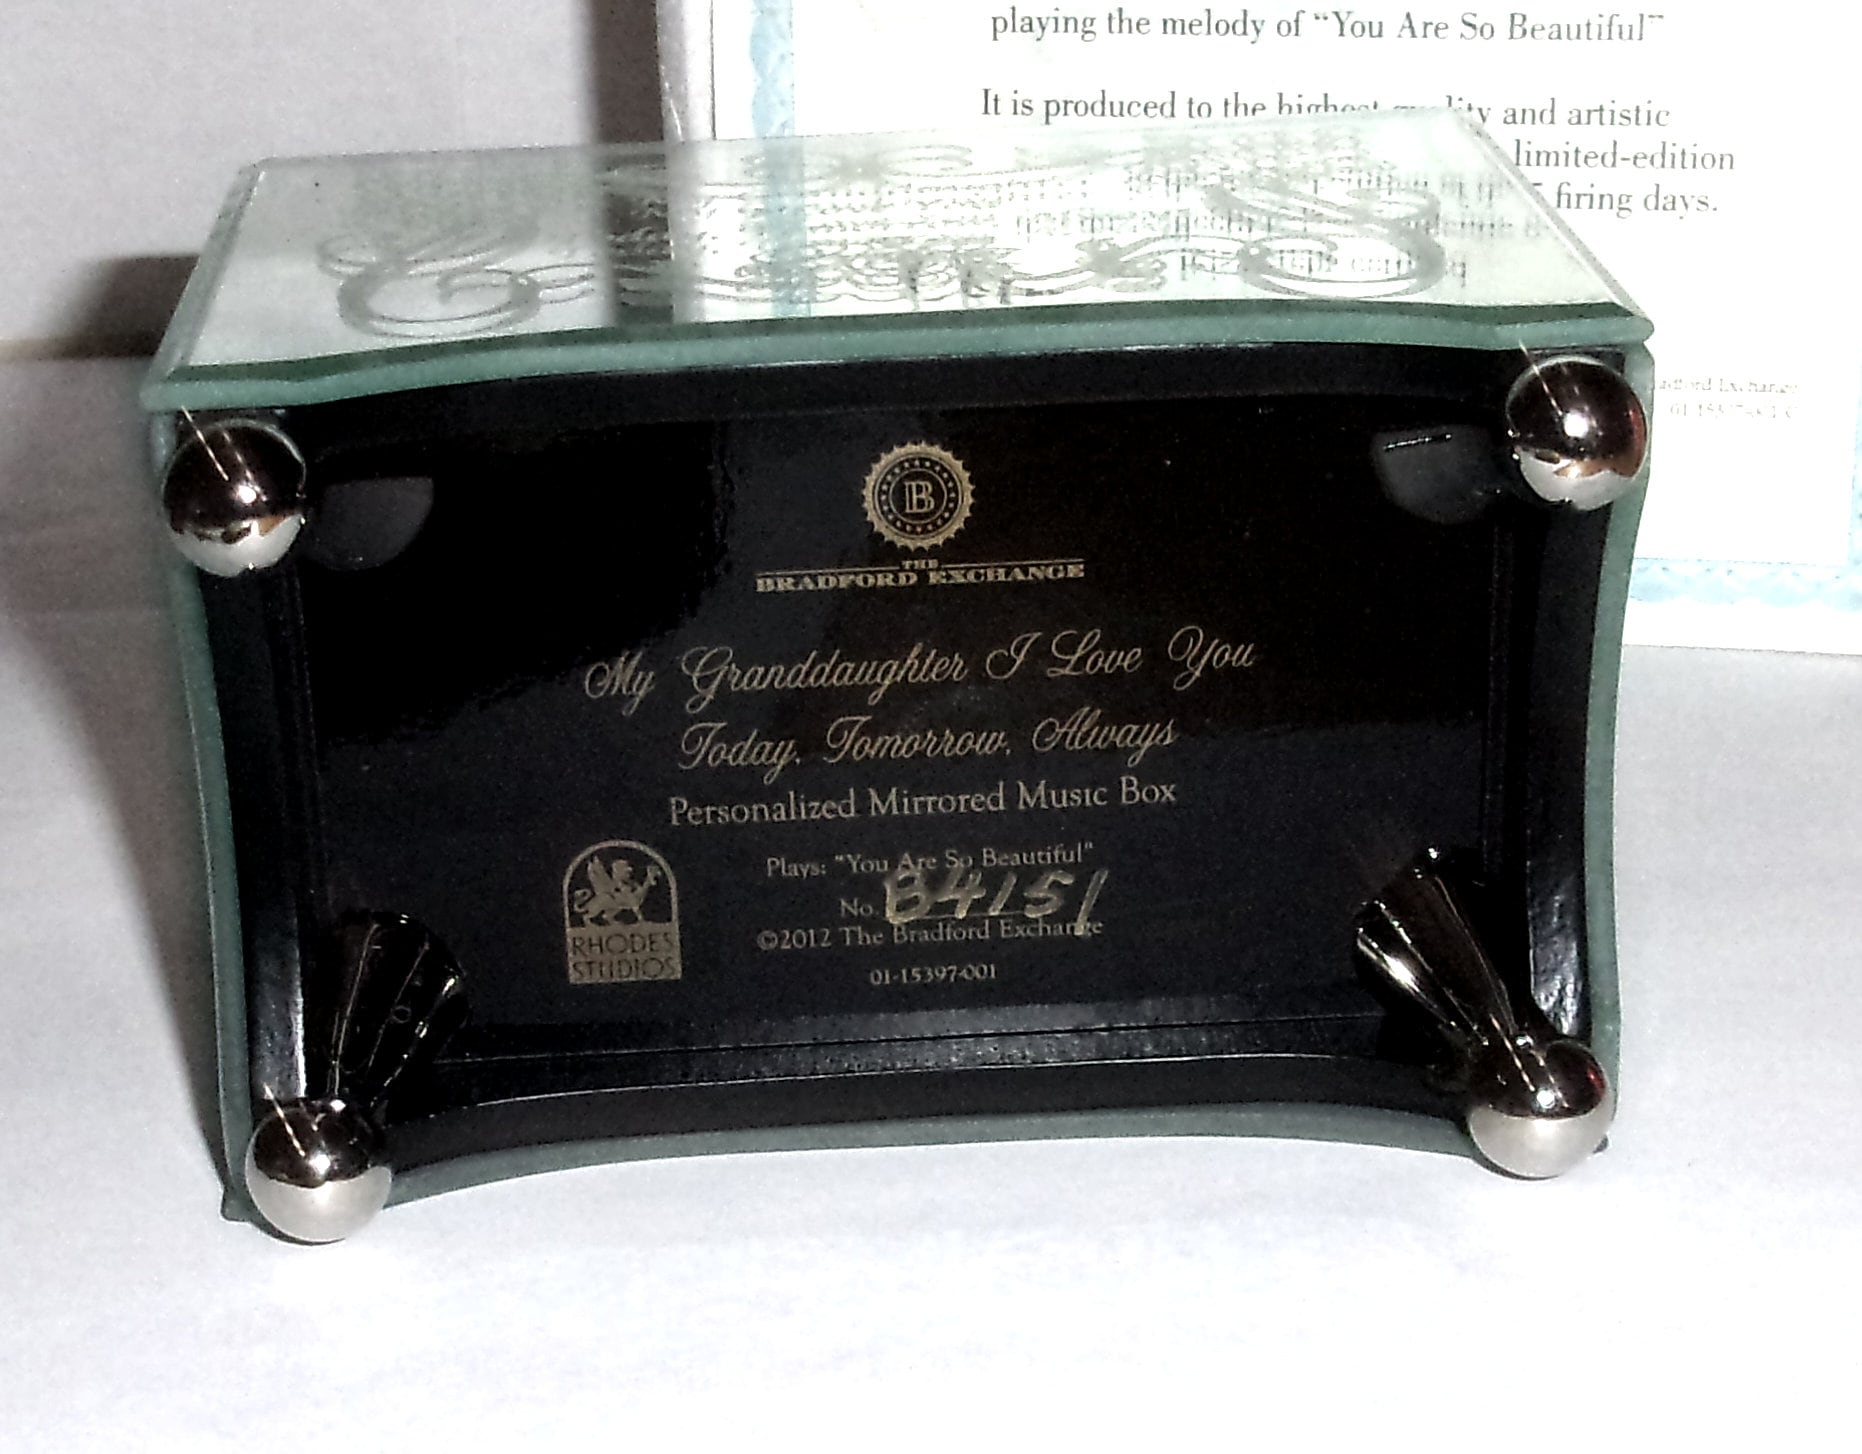 playing the melody of “You Are So Beautiful”
It is produced to the highest quality and artistic
limited-edition
firing days.
B
THE
BRADFORD EXCHANGE
My Granddaughter I Love You
Today, Tomorrow, Always
Personalized Mirrored Music Box
Plays: "You Are So Beautiful"
No. B4151
©2012 The Bradford Exchange
01-15397-001
RHODES
STUDIOS
Bradford Exchange